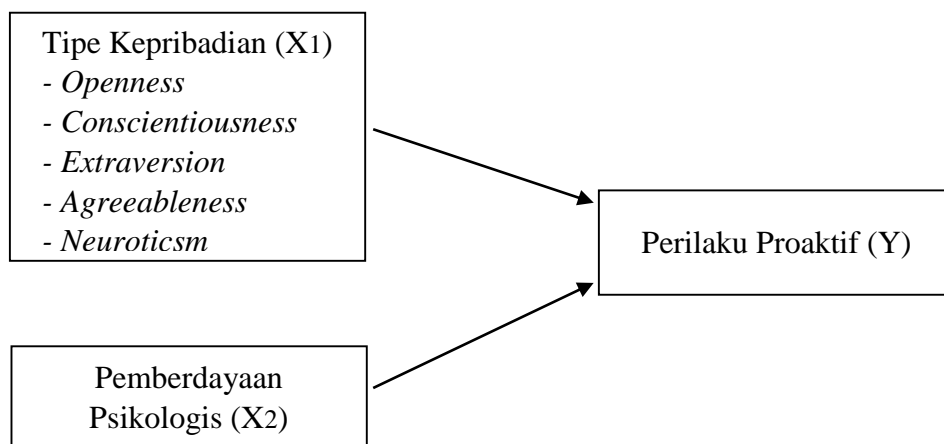 Tipe Kepribadian (X1)
- Openness
- Conscientiousness
- Extraversion
- Agreeableness
- Neuroticsm
Perilaku Proaktif (Y)
Pemberdayaan
Psikologis (X2)